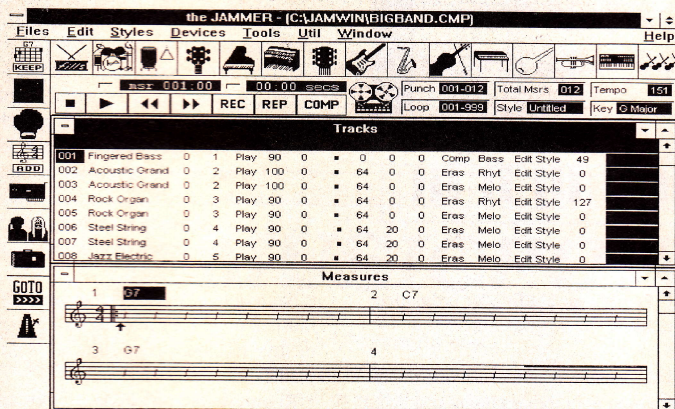 the JAMMER - (C:\JAMWIN\BIGBAND.CMP)
Files Edit Styles Devices Tools Util Window Help
G7
KEEP
msr 001:00 00:00 secs
REC REP COMP
Punch 001-012 Total Msrs 012 Tempo 151
Loop 001-999 Style Untitled Key G Major
Tracks
001 Fingered Bass 0 1 Play 90 0 0 0 0 Comp Bass Edit Style 49
002 Acoustic Grand 0 2 Play 100 0 64 0 0 Eras Rhyt Edit Style 0
003 Acoustic Grand 0 2 Play 100 0 64 0 0 Eras Melo Edit Style 0
004 Rock Organ 0 3 Play 90 0 64 0 0 Eras Rhyt Edit Style 127
005 Rock Organ 0 3 Play 90 0 64 0 0 Eras Melo Edit Style 0
006 Steel String 0 4 Play 90 0 64 20 0 Eras Rhyt Edit Style 0
007 Steel String 0 4 Play 90 0 64 20 0 Eras Melo Edit Style 0
008 Jazz Electric 0 5 Play 90 0 64 0 0 Eras Rhyt Edit Style 0
ADD
GOTO
>>>>
Measures
1 G7 2 C7
4
4
3 G7 4